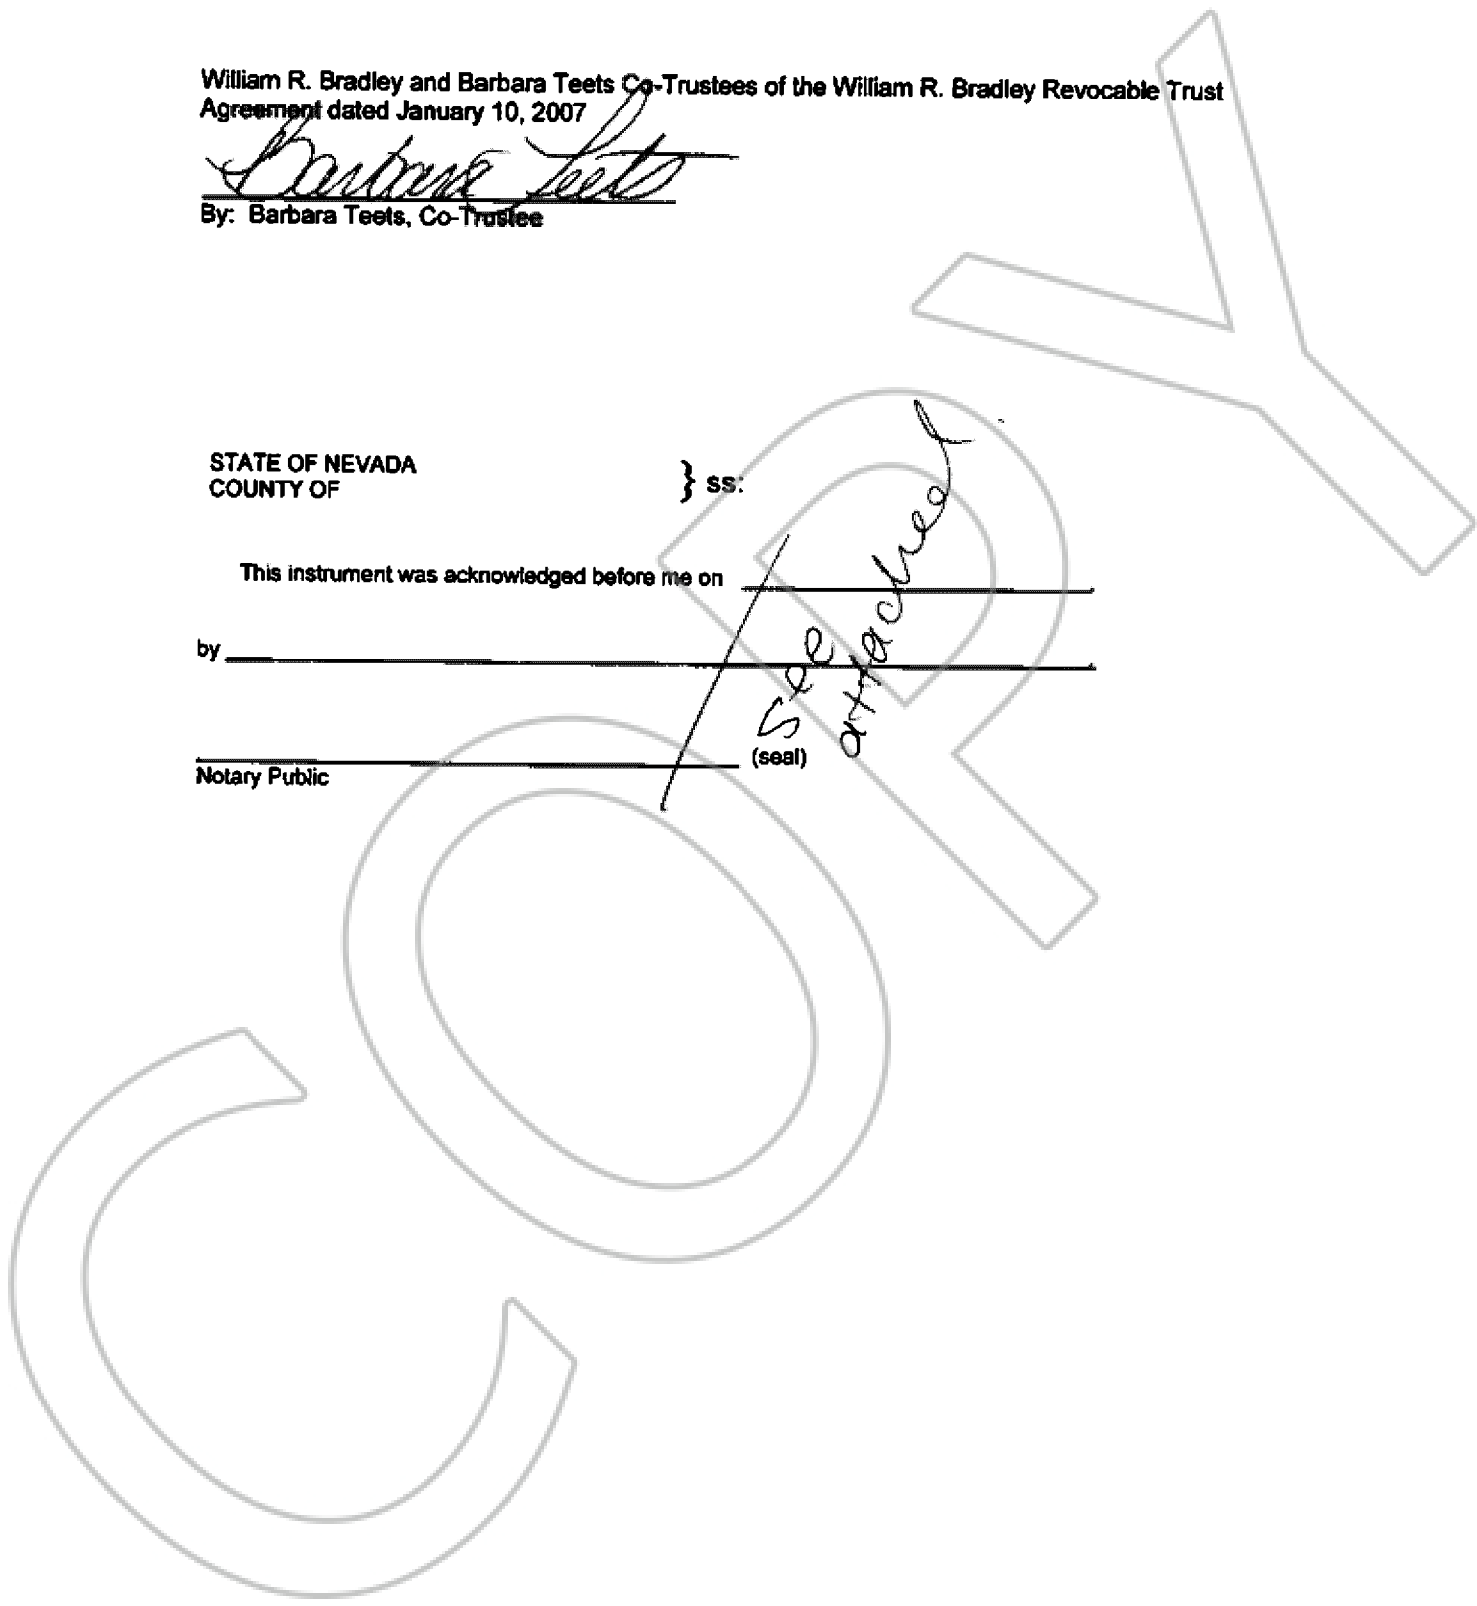 William R. Bradley and Barbara Teets Co-Trustees of the William R. Bradley Revocable Trust
Agreement dated January 10, 2007
Barbara Teets
By: Barbara Teets, Co-Trustee
STATE OF NEVADA
COUNTY OF
} ss:
This instrument was acknowledged before me on
by
see
attached
(seal)
Notary Public
COPY